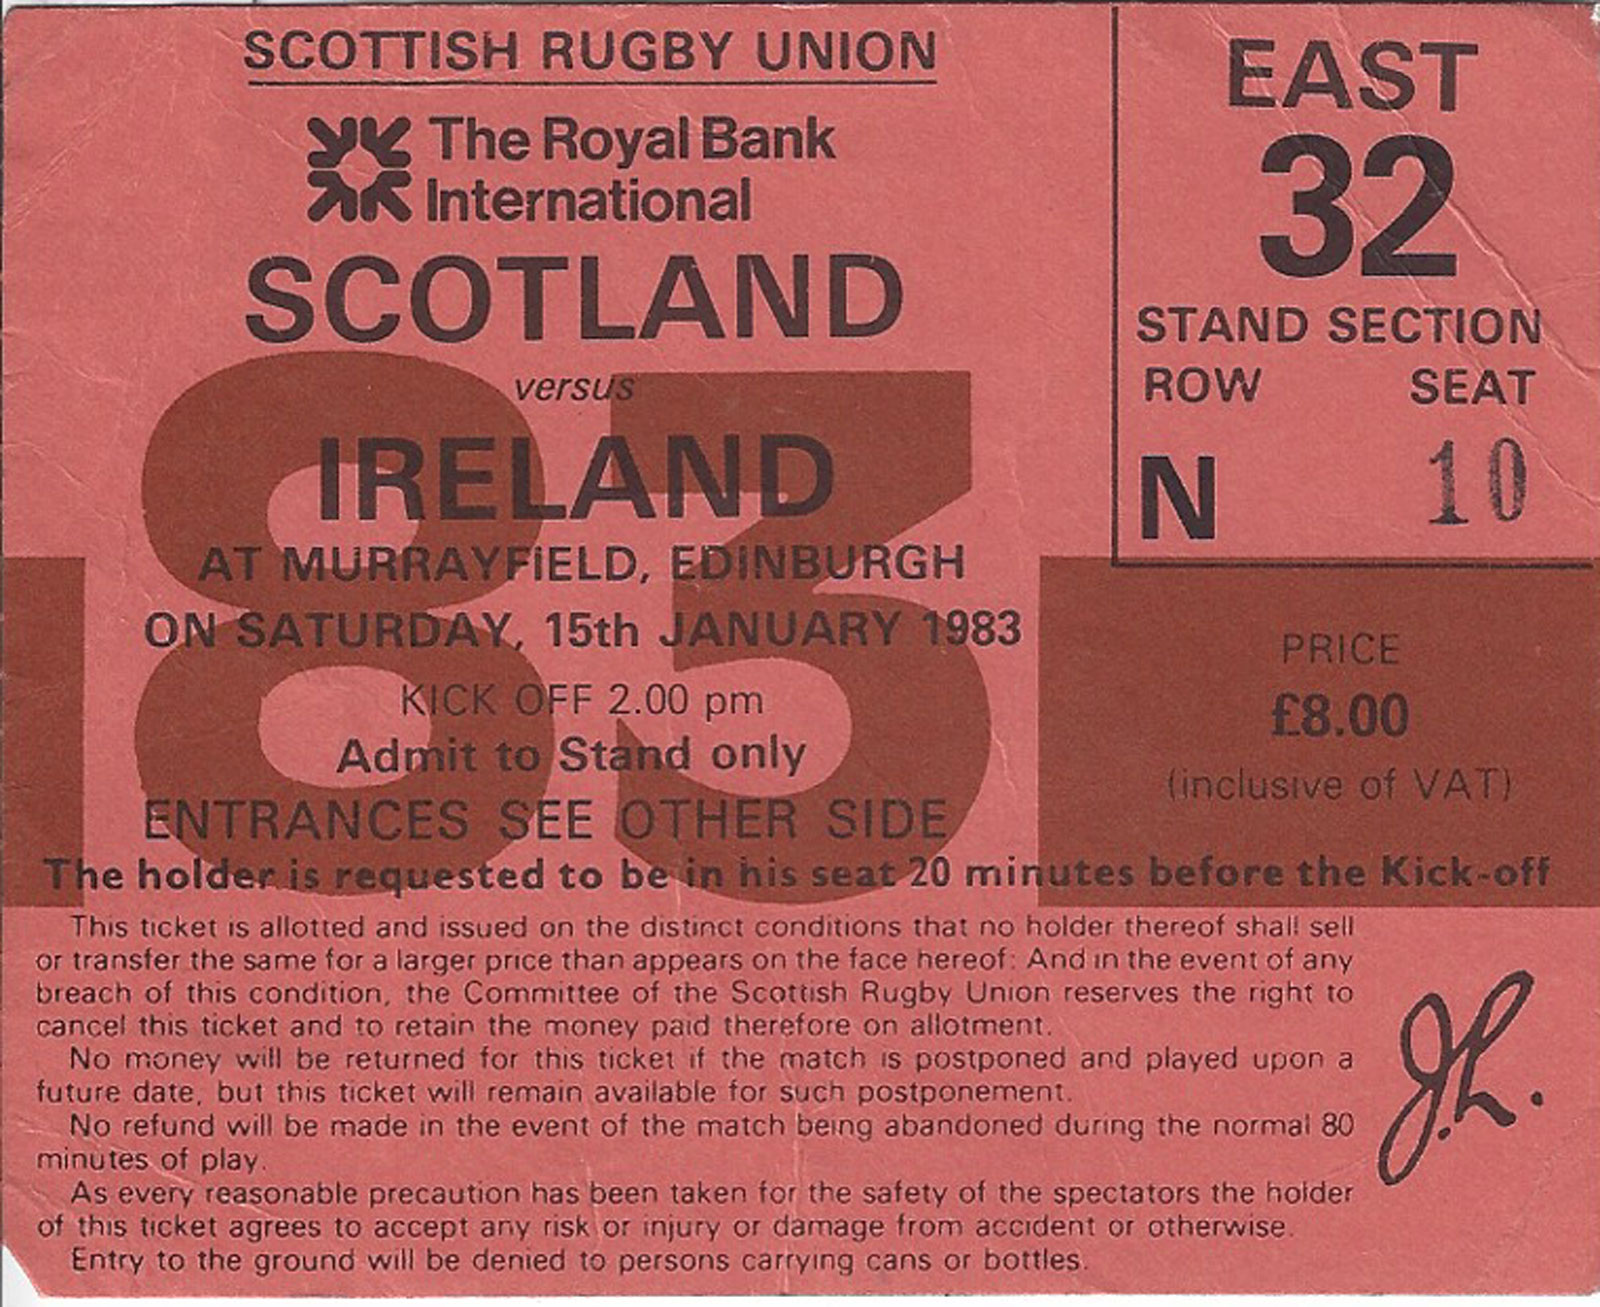 SCOTTISH RUGBY UNION
The Royal Bank
International
SCOTLAND
versus
IRELAND
AT MURRAYFIELD, EDINBURGH
ON SATURDAY, 15th JANUARY 1983
KICK OFF 2.00 pm
Admit to Stand only
ENTRANCES SEE OTHER SIDE
EAST
32
STAND SECTION
ROW SEAT
N 10
PRICE
£8.00
(inclusive of VAT)
83
The holder is requested to be in his seat 20 minutes before the Kick-off
This ticket is allotted and issued on the distinct conditions that no holder thereof shall sell
or transfer the same for a larger price than appears on the face hereof: And in the event of any
breach of this condition, the Committee of the Scottish Rugby Union reserves the right to
cancel this ticket and to retain the money paid therefore on allotment.
No money will be returned for this ticket if the match is postponed and played upon a
future date, but this ticket will remain available for such postponement.
No refund will be made in the event of the match being abandoned during the normal 80
minutes of play.
As every reasonable precaution has been taken for the safety of the spectators the holder
of this ticket agrees to accept any risk or injury or damage from accident or otherwise.
Entry to the ground will be denied to persons carrying cans or bottles.